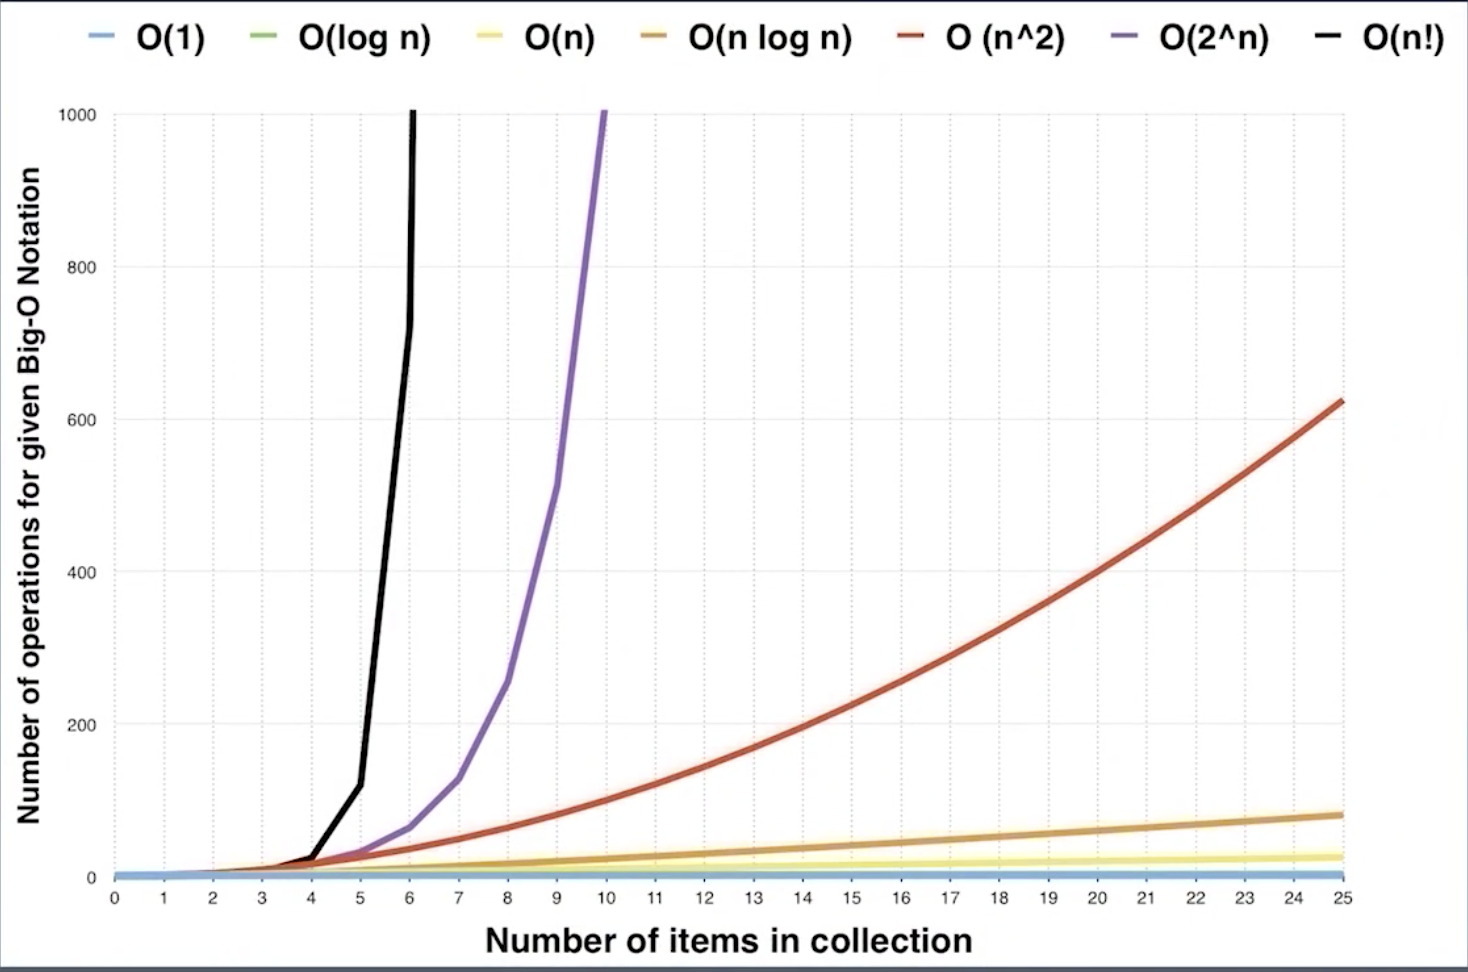 O(1) O(log n) O(n) O(n log n) O (n^2) O(2^n) O(n!)
Number of operations for given Big-O Notation
1000
800
600
400
200
0
0 1 2 3 4 5 6 7 8 9 10 11 12 13 14 15 16 17 18 19 20 21 22 23 24 25
Number of items in collection